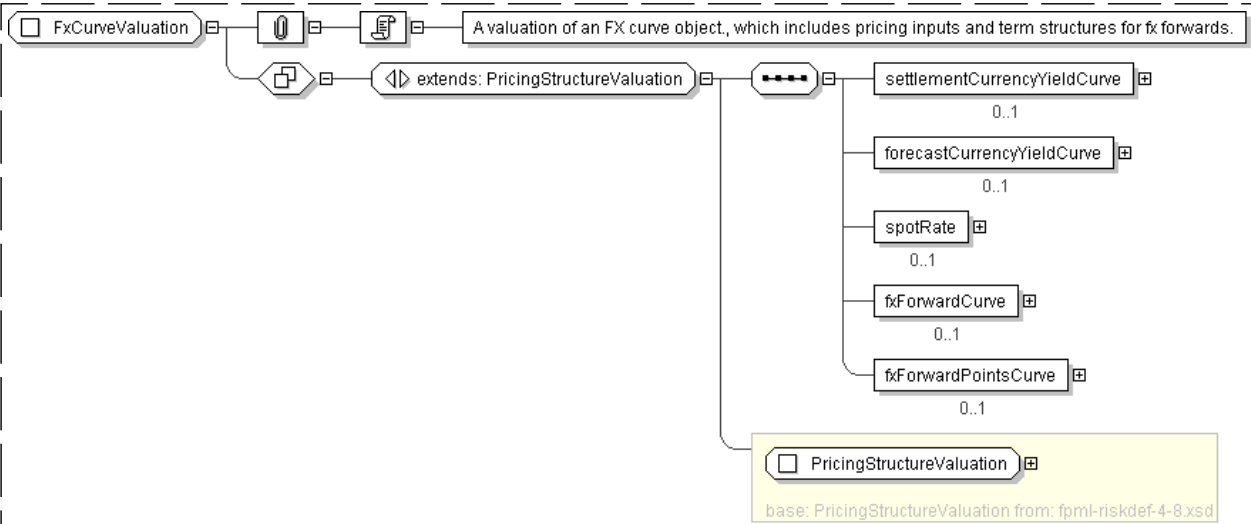 FxCurveValuation
A valuation of an FX curve object., which includes pricing inputs and term structures for fx forwards.
extends: PricingStructureValuation
settlementCurrencyYieldCurve
0..1
forecastCurrencyYieldCurve
0..1
spotRate
0..1
fxForwardCurve
0..1
fxForwardPointsCurve
0..1
PricingStructureValuation
base: PricingStructureValuation from: fpml-riskdef-4-8.xsd